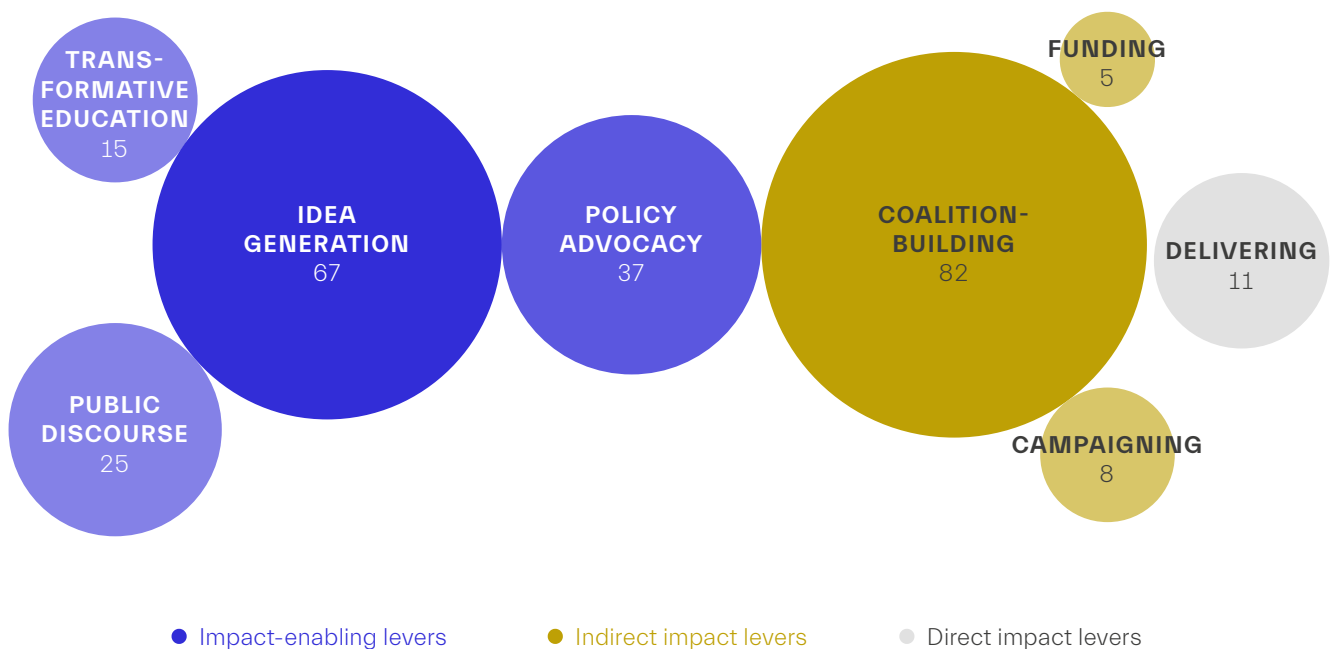 TRANS-
FORMATIVE
EDUCATION
15
IDEA
GENERATION
67
PUBLIC
DISCOURSE
25
POLICY
ADVOCACY
37
COALITION-
BUILDING
82
FUNDING
5
DELIVERING
11
CAMPAIGNING
8
Impact-enabling levers
Indirect impact levers
Direct impact levers